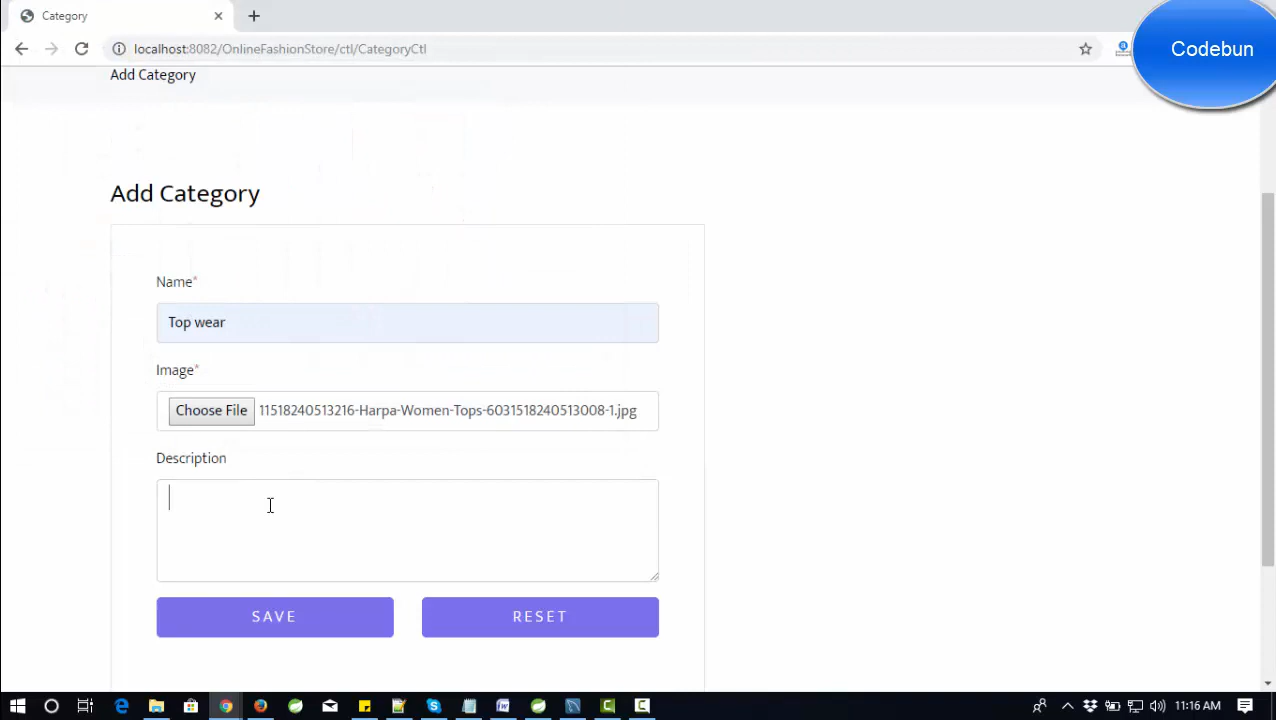 Category
localhost:8082/OnlineFashionStore/ctl/CategoryCtl
Codebun
Add Category
Add Category
Name*
Top wear
Image*
Choose File 11518240513216-Harpa-Women-Tops-6031518240513008-1.jpg
Description
SAVE RESET
11:16 AM